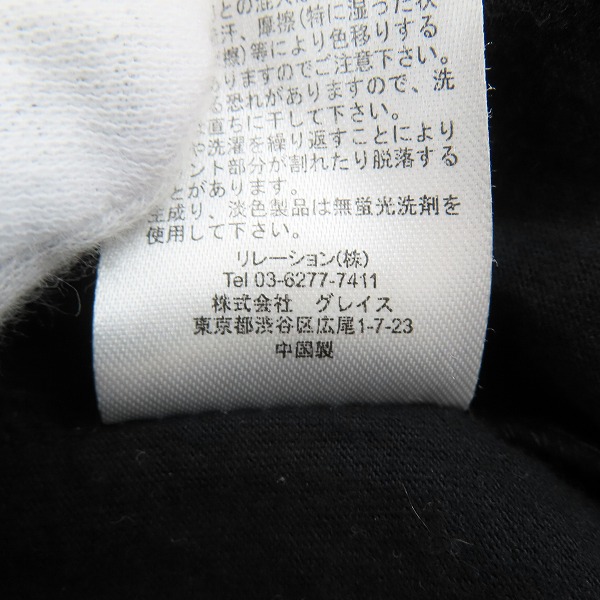 との混
汗、摩擦(特に湿った状
擦)等により色移りする
ありますのでご注意下さい。
る恐れがありますので、洗
直ちに干して下さい。
や洗濯を繰り返すことにより
ント部分が割れたり脱落する
とがあります。
生成り、淡色製品は無蛍光洗剤を
使用して下さい。
リレーション(株)
Tel 03-6277-7411
株式会社 グレイス
東京都渋谷区広尾1-7-23
中国製